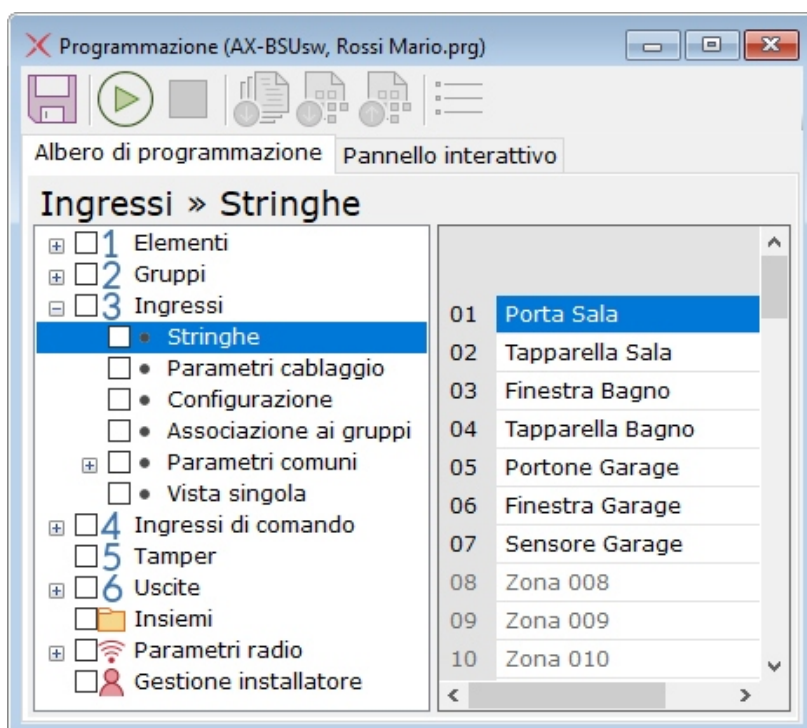 Programmazione (AX-BSUsw, Rossi Mario.prg)
Albero di programmazione
Pannello interattivo
Ingressi » Stringhe
1 Elementi
2 Gruppi
3 Ingressi
• Stringhe
• Parametri cablaggio
• Configurazione
• Associazione ai gruppi
• Parametri comuni
• Vista singola
4 Ingressi di comando
5 Tamper
6 Uscite
Insiemi
Parametri radio
Gestione installatore
01 Porta Sala
02 Tapparella Sala
03 Finestra Bagno
04 Tapparella Bagno
05 Portone Garage
06 Finestra Garage
07 Sensore Garage
08 Zona 008
09 Zona 009
10 Zona 010